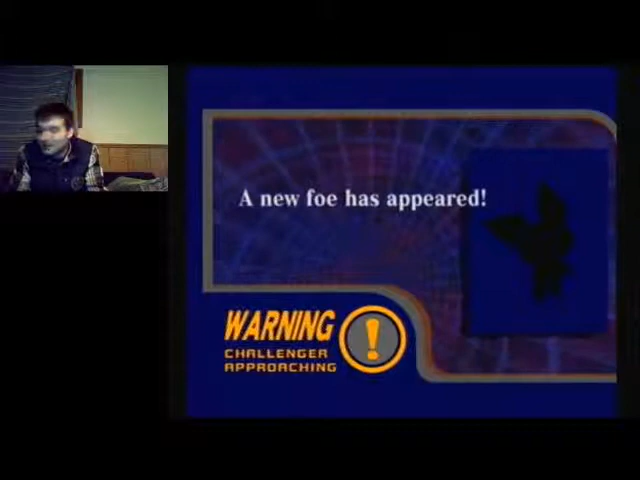 A new foe has appeared!
WARNING
CHALLENGER
APPROACHING
!